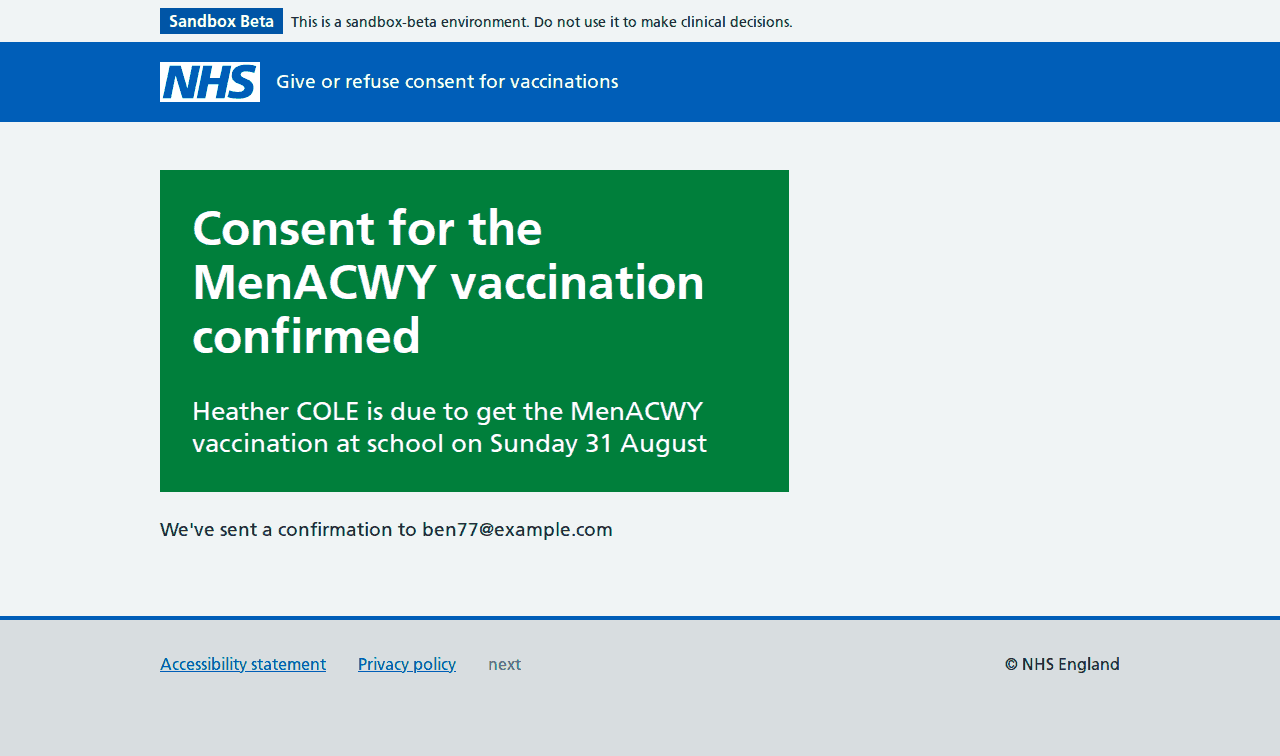 Sandbox Beta This is a sandbox-beta environment. Do not use it to make clinical decisions.
NHS Give or refuse consent for vaccinations
Consent for the
MenACWY vaccination
confirmed
Heather COLE is due to get the MenACWY
vaccination at school on Sunday 31 August
We've sent a confirmation to ben77@example.com
Accessibility statement Privacy policy next © NHS England